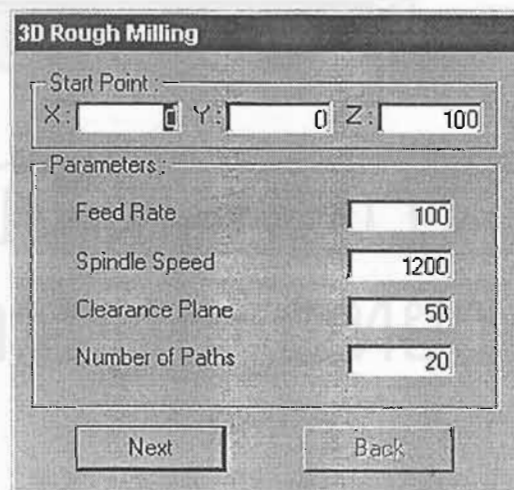 3D Rough Milling
Start Point :
X: 0 Y: 0 Z: 100
Parameters :
Feed Rate 100
Spindle Speed 1200
Clearance Plane 50
Number of Paths 20
Next Back